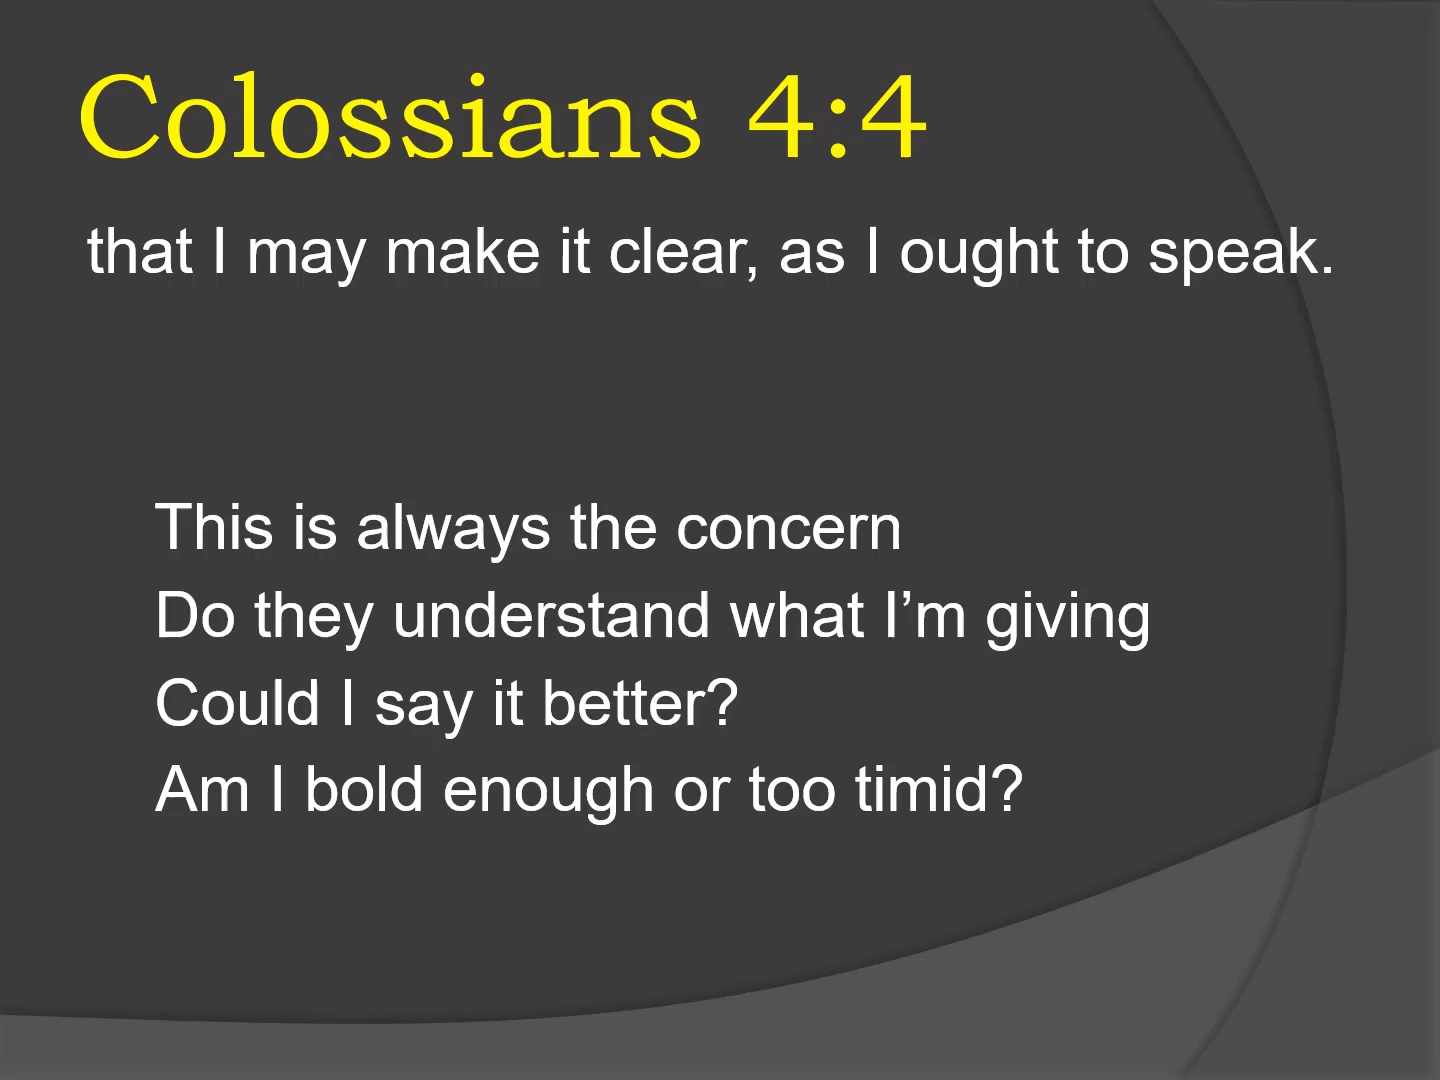 Colossians 4:4
that I may make it clear, as I ought to speak.
This is always the concern
Do they understand what I’m giving
Could I say it better?
Am I bold enough or too timid?